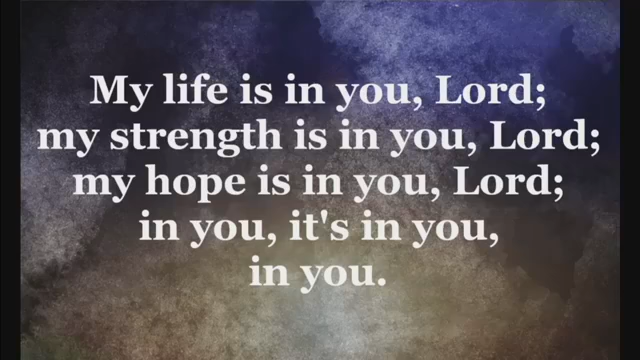 My life is in you, Lord;
my strength is in you, Lord;
my hope is in you, Lord;
in you, it's in you,
in you.